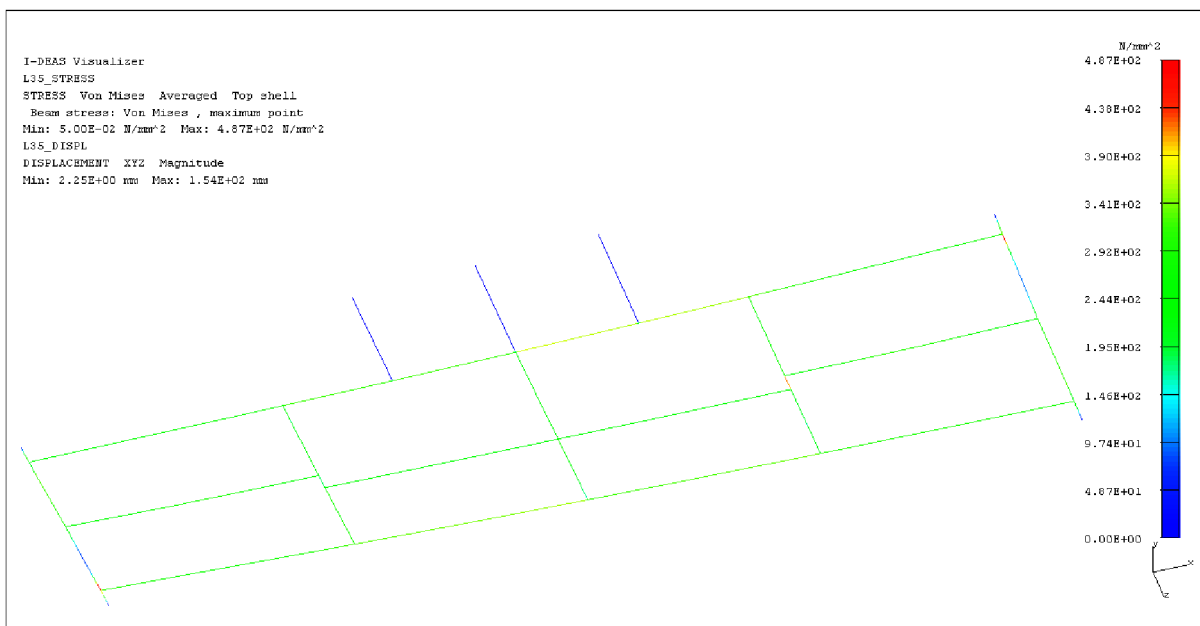 I-DEAS Visualizer
L35_STRESS
STRESS Von Mises Averaged Top shell
Beam stress: Von Mises , maximum point
Min: 5.00E-02 N/mm^2 Max: 4.87E+02 N/mm^2
L35_DISPL
DISPLACEMENT XYZ Magnitude
Min: 2.25E+00 mm Max: 1.54E+02 mm
N/mm^2
4.87E+02
4.38E+02
3.90E+02
3.41E+02
2.92E+02
2.44E+02
1.95E+02
1.46E+02
9.74E+01
4.87E+01
0.00E+00
y
x
z